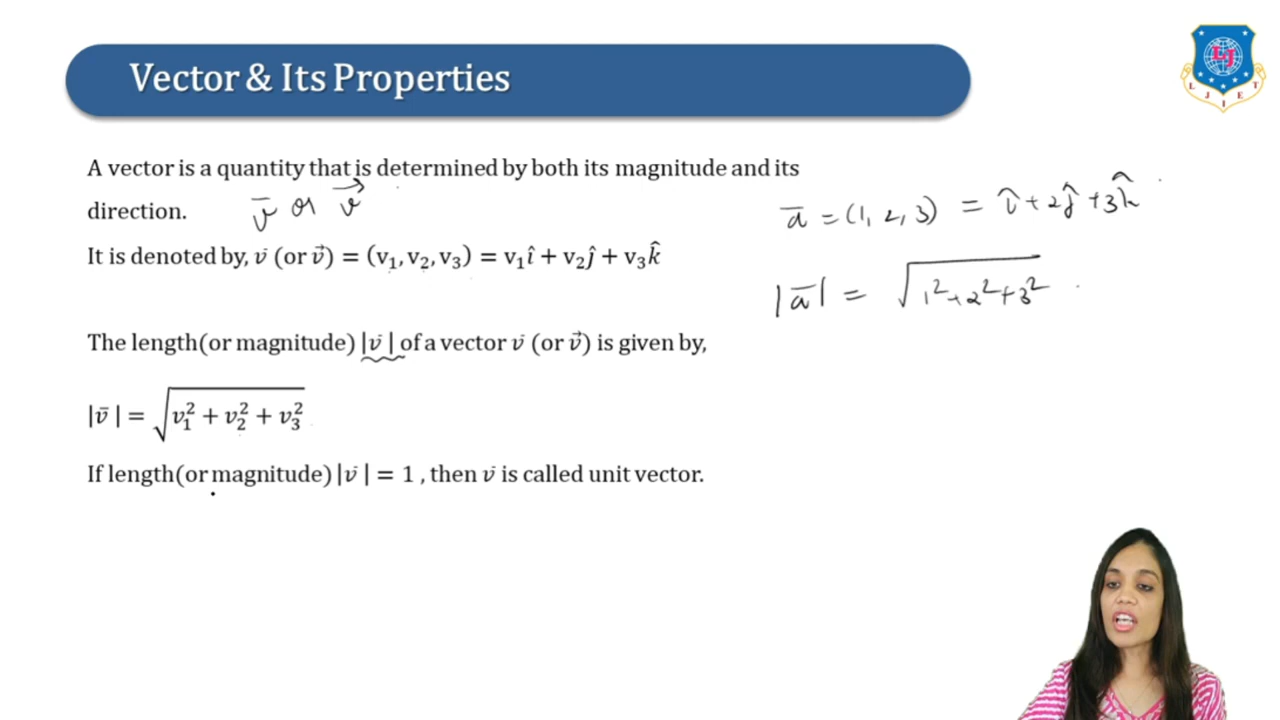 Vector & Its Properties
LJ
L J I E T
A vector is a quantity that is determined by both its magnitude and its
direction.
v̄ or v⃗
It is denoted by, v̄ (or v⃗) = (v₁, v₂, v₃) = v₁î + v₂ĵ + v₃k̂
The length(or magnitude) |v̄ | of a vector v̄ (or v⃗) is given by,
|v̄ | = √(v₁² + v₂² + v₃²)
If length(or magnitude) |v̄ | = 1 , then v̄ is called unit vector.
ā = (1, 2, 3) = î + 2ĵ + 3k̂
|ā| = √(1² + 2² + 3²)